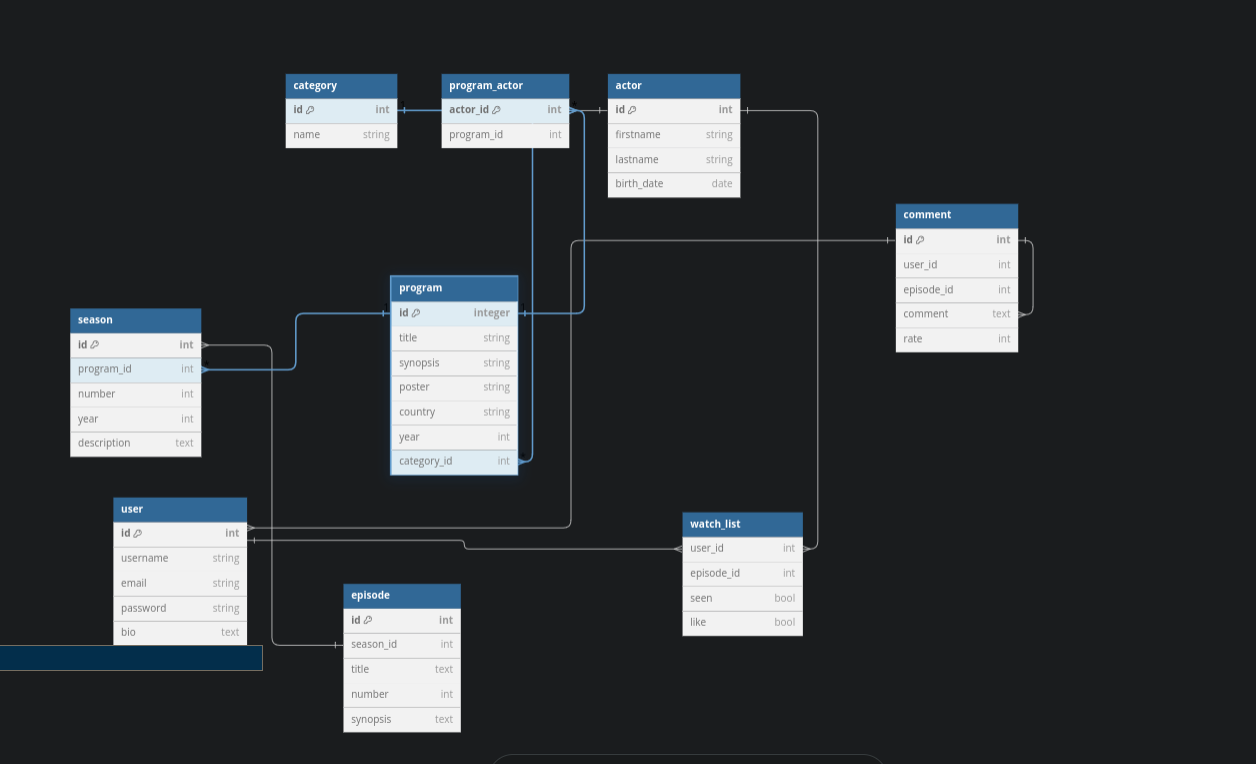 category
id int
name string
program_actor
actor_id int
program_id int
actor
id int
firstname string
lastname string
birth_date date
comment
id int
user_id int
episode_id int
comment text
rate int
program
id integer
title string
synopsis string
poster string
country string
year int
category_id int
season
id int
program_id int
number int
year int
description text
user
id int
username string
email string
password string
bio text
watch_list
user_id int
episode_id int
seen bool
like bool
episode
id int
season_id int
title text
number int
synopsis text